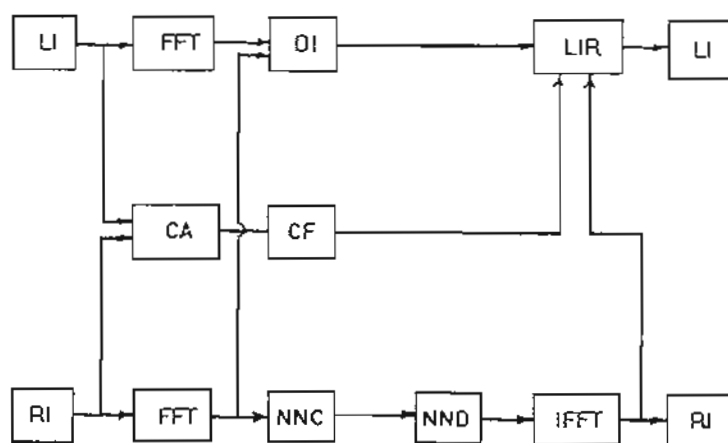 LI FFT OI LIR LI
CA CF
RI FFT NNC NND IFFT RI